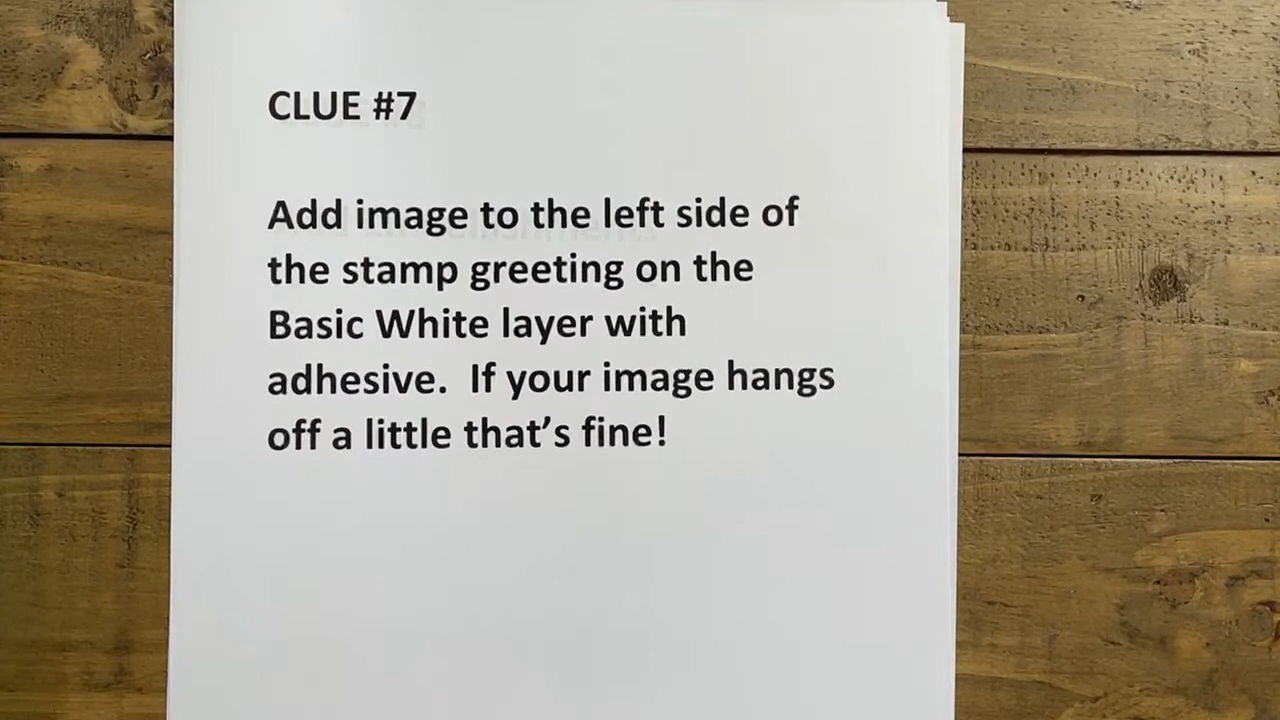 CLUE #7
Add image to the left side of
the stamp greeting on the
Basic White layer with
adhesive.  If your image hangs
off a little that's fine!